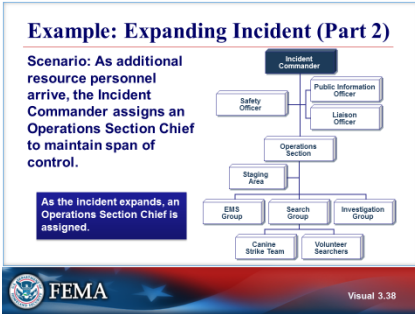 Example: Expanding Incident (Part 2)
Scenario: As additional
resource personnel
arrive, the Incident
Commander assigns an
Operations Section Chief
to maintain span of
control.
As the incident expands, an
Operations Section Chief is
assigned.
Incident
Commander
Public Information
Officer
Safety
Officer
Liaison
Officer
Operations
Section
Staging
Area
EMS
Group
Search
Group
Investigation
Group
Canine
Strike Team
Volunteer
Searchers
FEMA
Visual 3.38